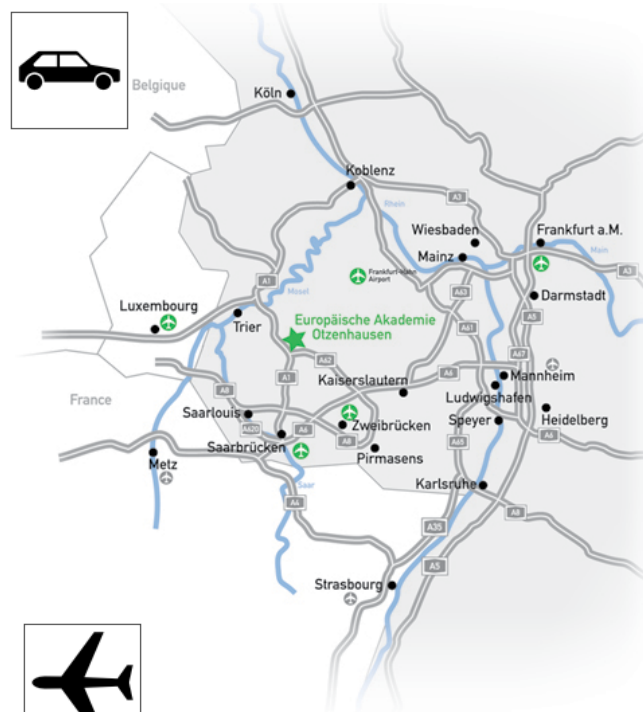 Belgique
Köln
Koblenz
A3
Rhein
Wiesbaden
Frankfurt a.M.
Mainz
Main
A3
Frankfurt-Hahn
Airport
A1
Mosel
A63
Darmstadt
Luxembourg
Trier
Europäische Akademie
Otzenhausen
A61
A5
A62
A67
France
A8
A1
Kaiserslautern
A6
Mannheim
Ludwigshafen
Saarlouis
Zweibrücken
Speyer
Heidelberg
A620
A6
A8
A65
A6
Saarbrücken
Pirmasens
Metz
Saar
Karlsruhe
A4
A8
A35
A5
Strasbourg